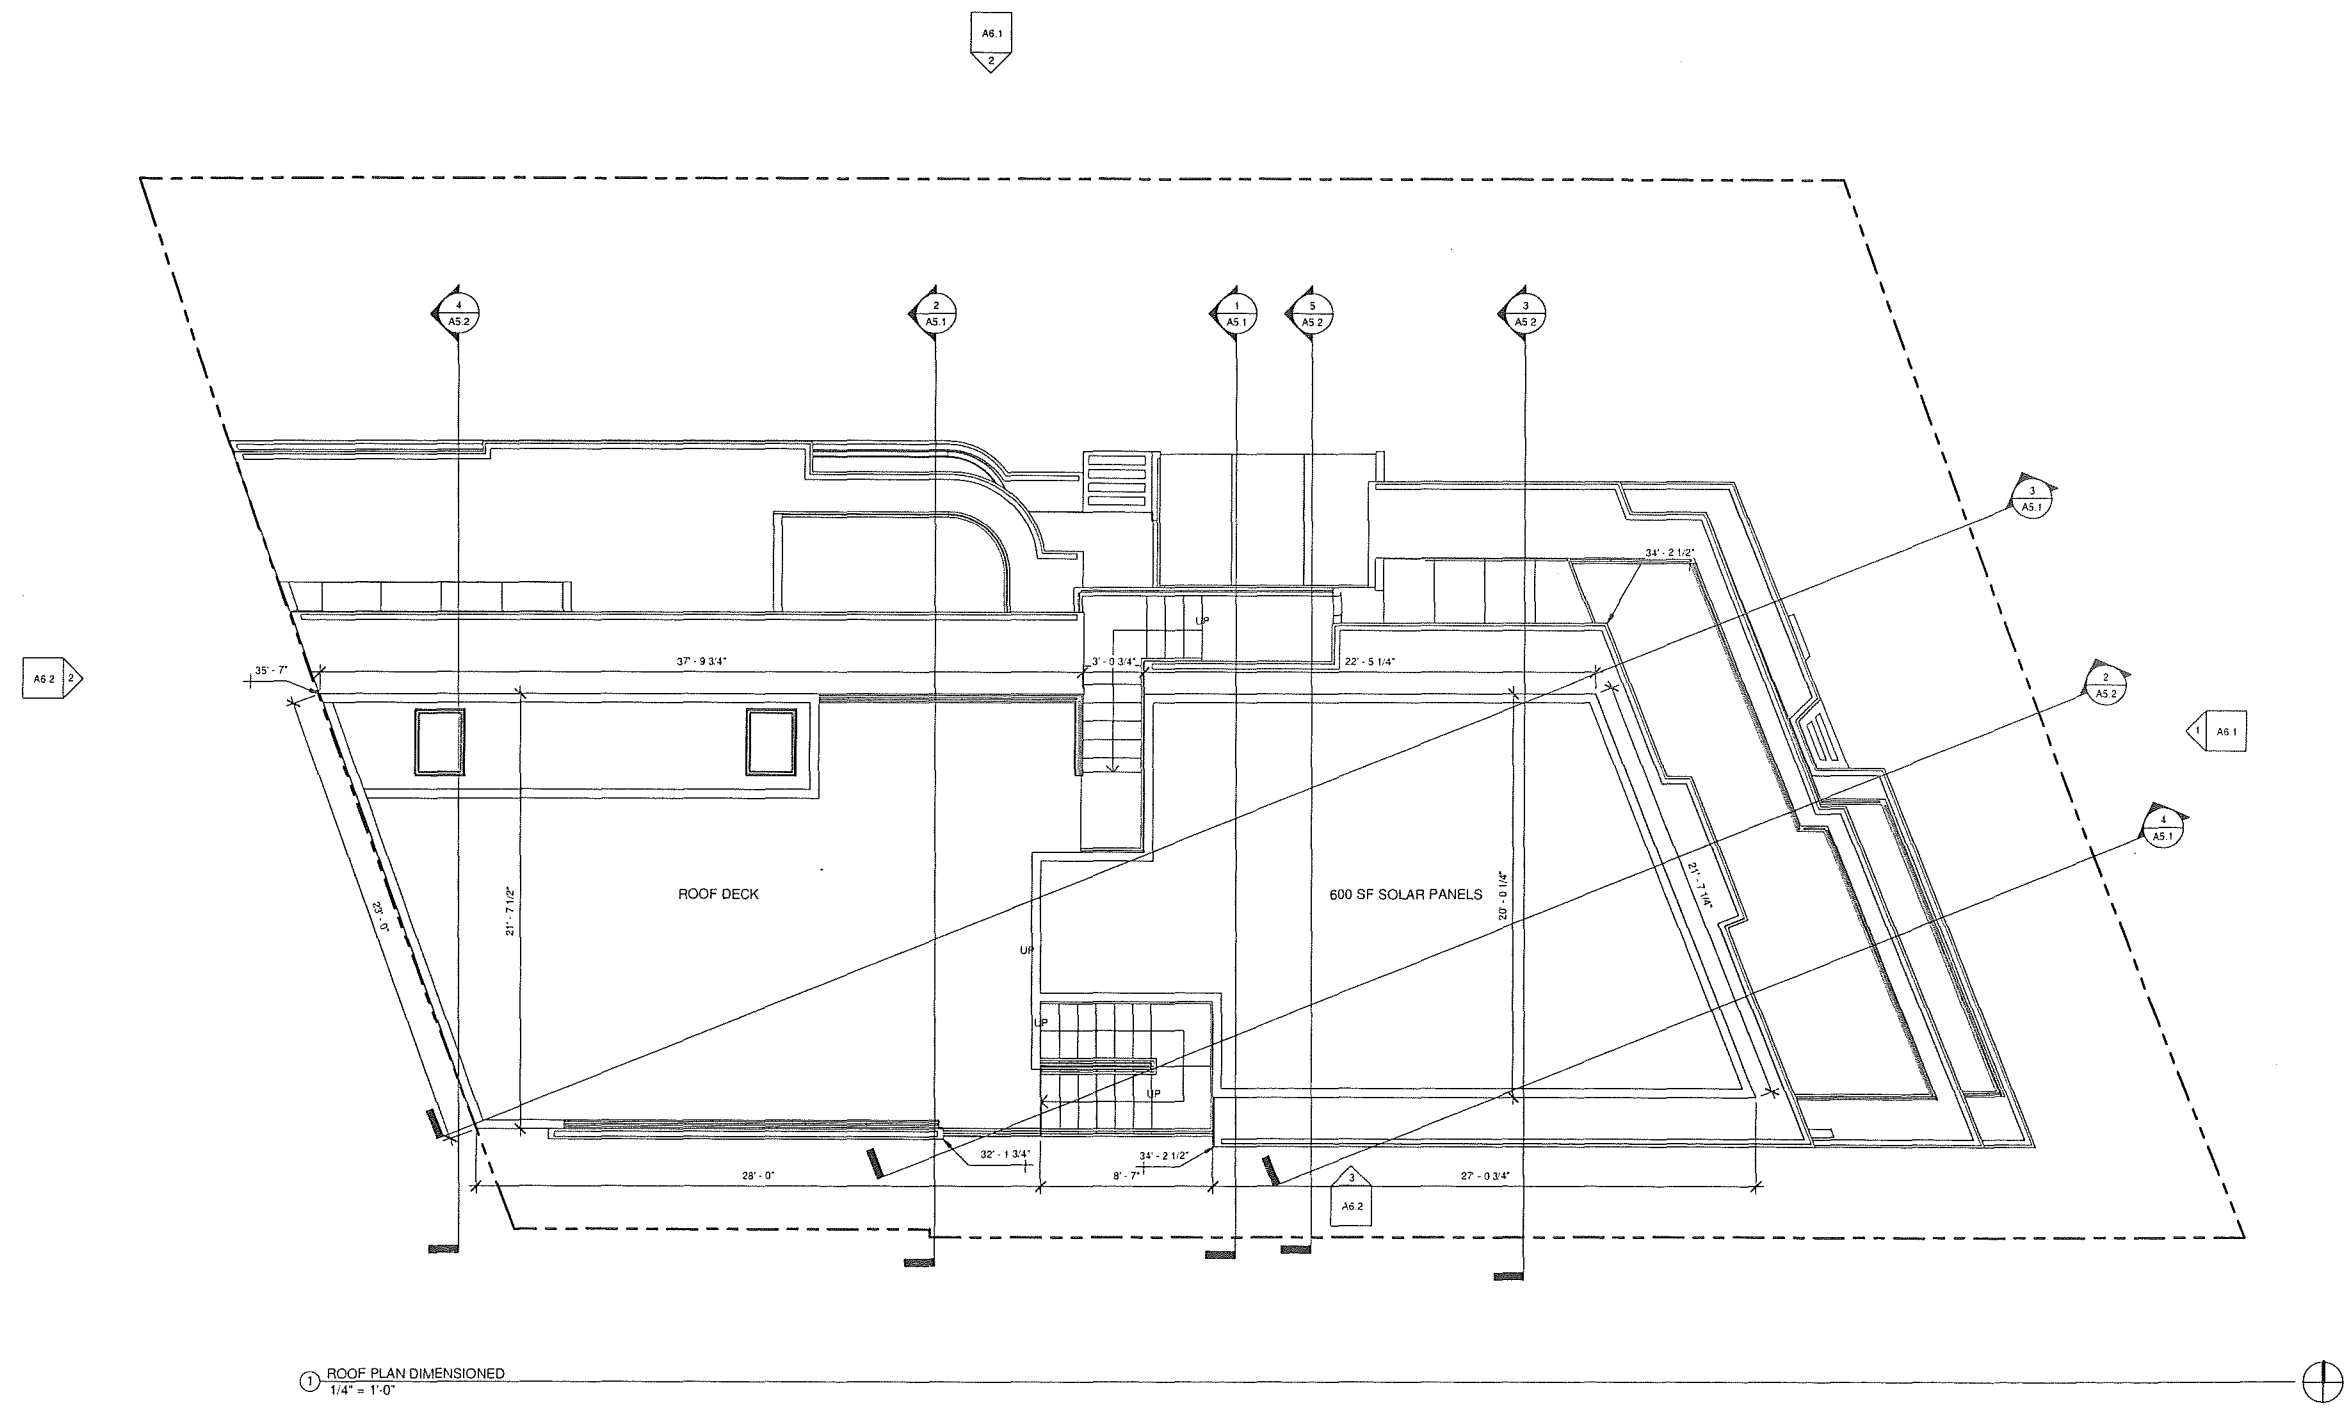 A6.1
2
4
A5.2
2
A5.1
1
A5.1
5
A5.2
3
A5.2
3
A5.1
34' - 2 1/2"
UP
A6.2
2
35' - 7"
37' - 9 3/4"
3' - 0 3/4"
22' - 5 1/4"
2
A5.2
1
A6.1
4
A5.1
ROOF DECK
600 SF SOLAR PANELS
23' - 0"
21' - 7 1/2"
20' - 0 1/4"
21' - 7 1/4"
UP
UP
UP
32' - 1 3/4"
34' - 2 1/2"
28' - 0"
8' - 7"
3
A6.2
27' - 0 3/4"
1
ROOF PLAN DIMENSIONED
1/4" = 1'-0"